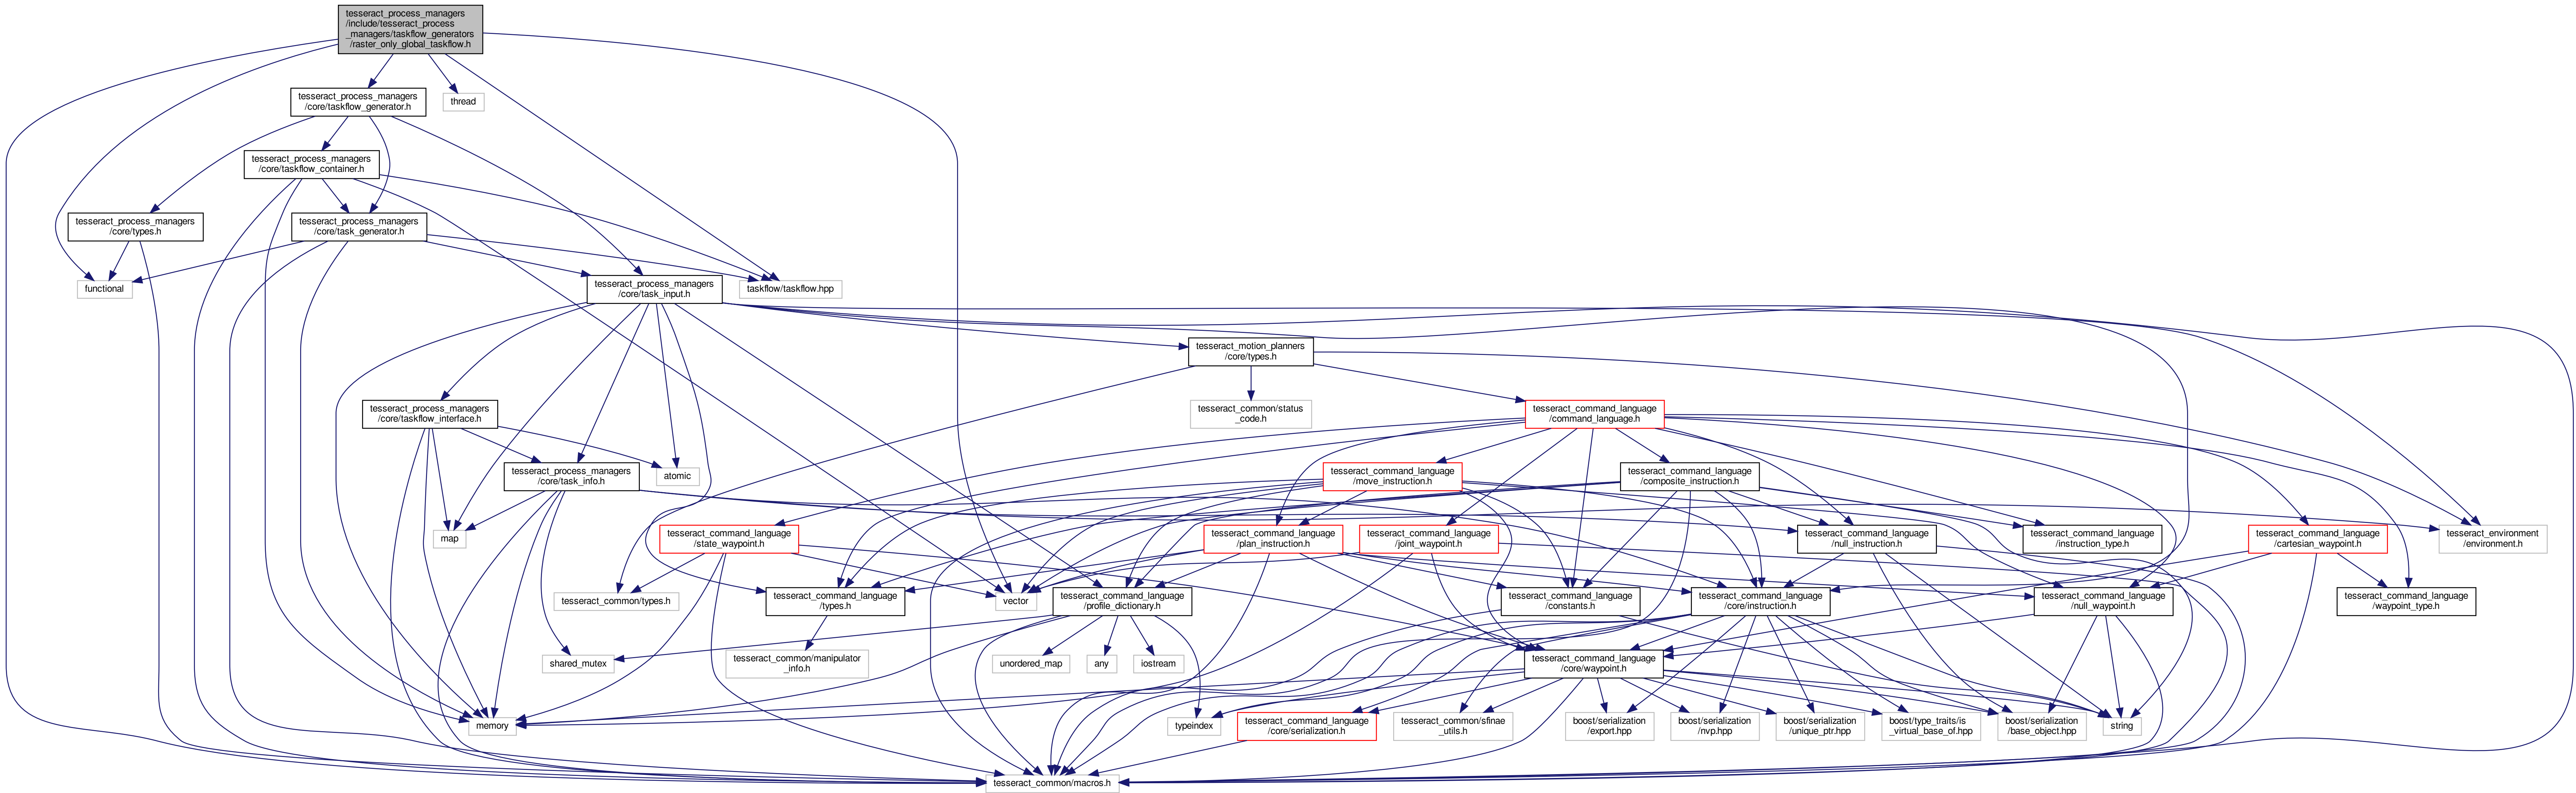 tesseract_process_managers
/include/tesseract_process
_managers/taskflow_generators
/raster_only_global_taskflow.h
tesseract_process_managers
/core/taskflow_generator.h
thread
tesseract_process_managers
/core/taskflow_container.h
tesseract_process_managers
/core/types.h
tesseract_process_managers
/core/task_generator.h
functional
tesseract_process_managers
/core/task_input.h
taskflow/taskflow.hpp
tesseract_motion_planners
/core/types.h
tesseract_process_managers
/core/taskflow_interface.h
tesseract_common/status
_code.h
tesseract_command_language
/command_language.h
tesseract_process_managers
/core/task_info.h
atomic
tesseract_command_language
/move_instruction.h
tesseract_command_language
/composite_instruction.h
map
tesseract_command_language
/state_waypoint.h
tesseract_command_language
/plan_instruction.h
tesseract_command_language
/joint_waypoint.h
tesseract_environment
/environment.h
tesseract_command_language
/null_instruction.h
tesseract_command_language
/instruction_type.h
tesseract_command_language
/cartesian_waypoint.h
tesseract_common/types.h
tesseract_command_language
/types.h
vector
tesseract_command_language
/profile_dictionary.h
tesseract_command_language
/constants.h
tesseract_command_language
/core/instruction.h
tesseract_command_language
/null_waypoint.h
tesseract_command_language
/waypoint_type.h
shared_mutex
tesseract_common/manipulator
_info.h
unordered_map
any
iostream
tesseract_command_language
/core/waypoint.h
memory
typeindex
tesseract_command_language
/core/serialization.h
tesseract_common/sfinae
_utils.h
boost/serialization
/export.hpp
boost/serialization
/nvp.hpp
boost/serialization
/unique_ptr.hpp
boost/type_traits/is
_virtual_base_of.hpp
boost/serialization
/base_object.hpp
string
tesseract_common/macros.h